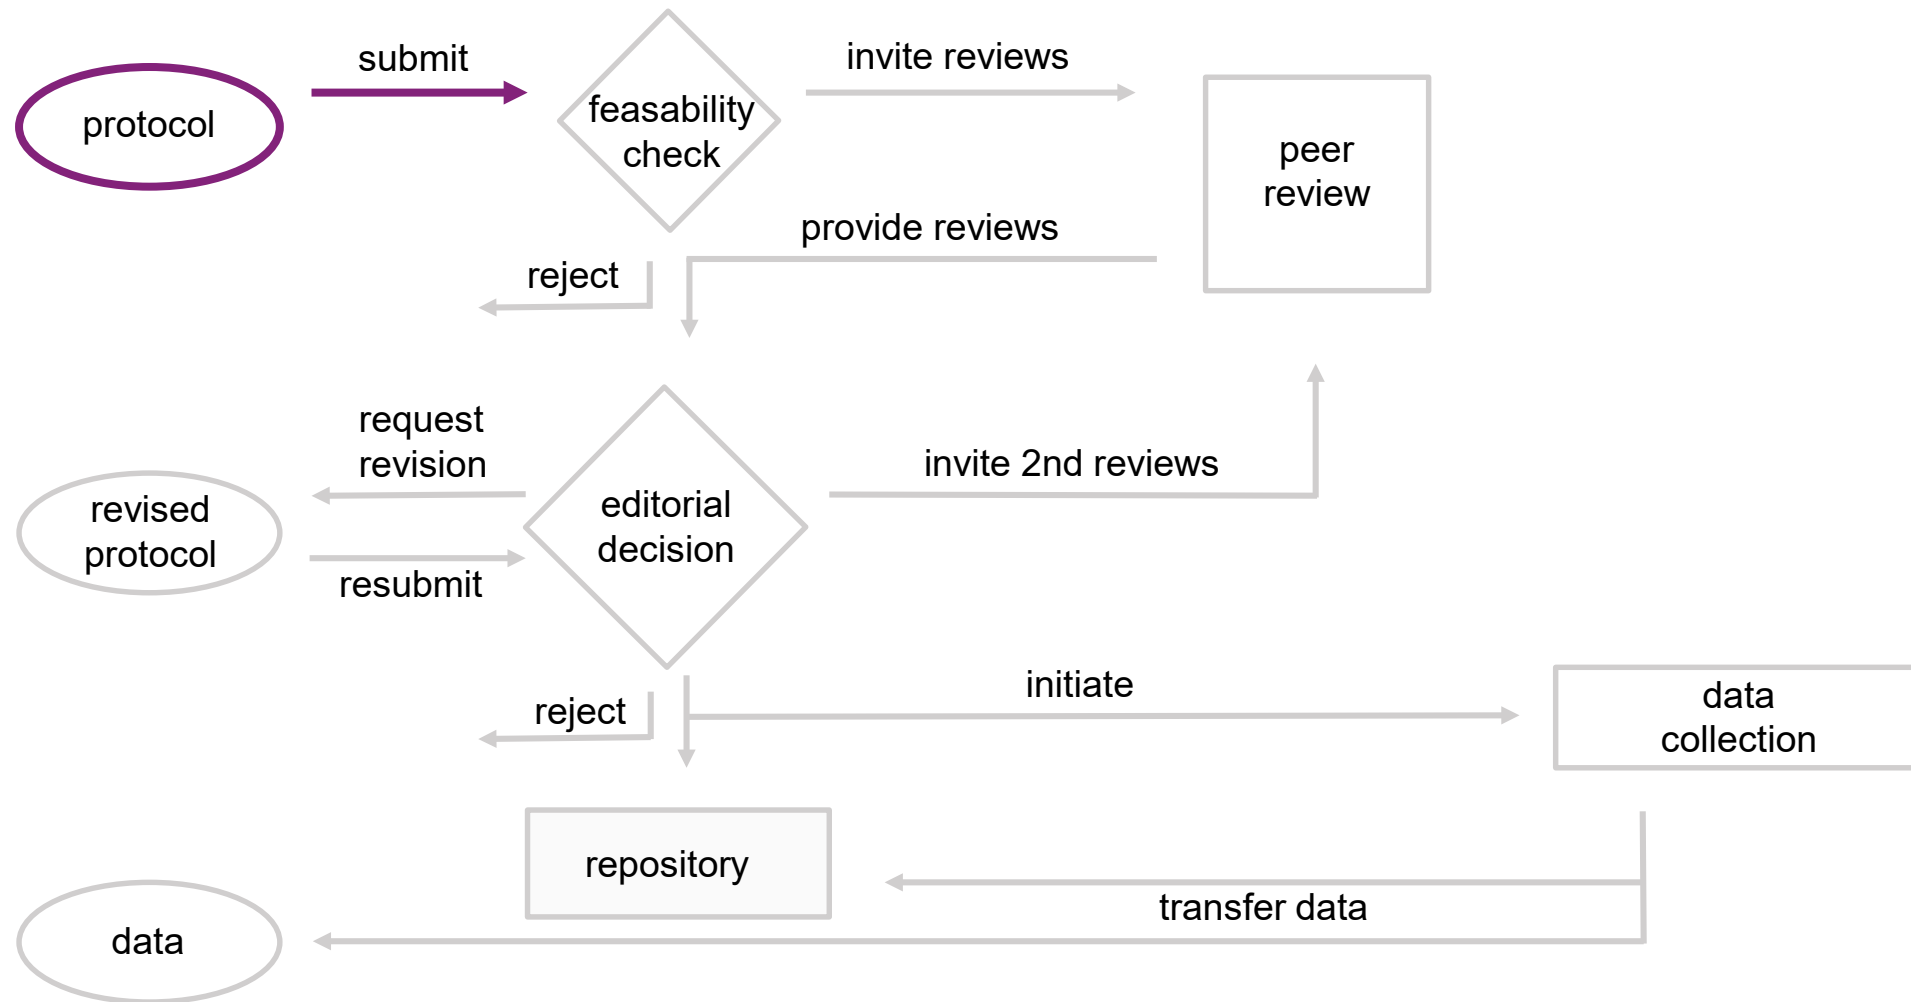 submit
invite reviews
protocol
feasability
check
peer
review
provide reviews
reject
request
revision
invite 2nd reviews
revised
protocol
editorial
decision
resubmit
initiate
reject
data
collection
repository
transfer data
data